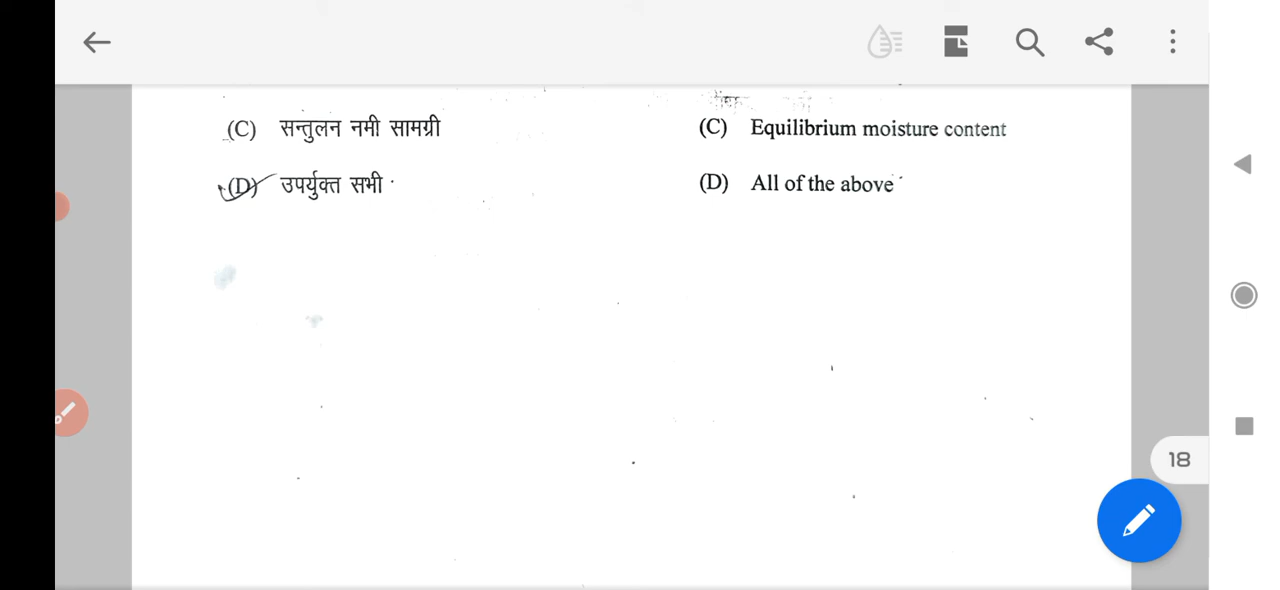 (C) सन्तुलन नमी सामग्री
(C) Equilibrium moisture content
(D) उपर्युक्त सभी
(D) All of the above
18